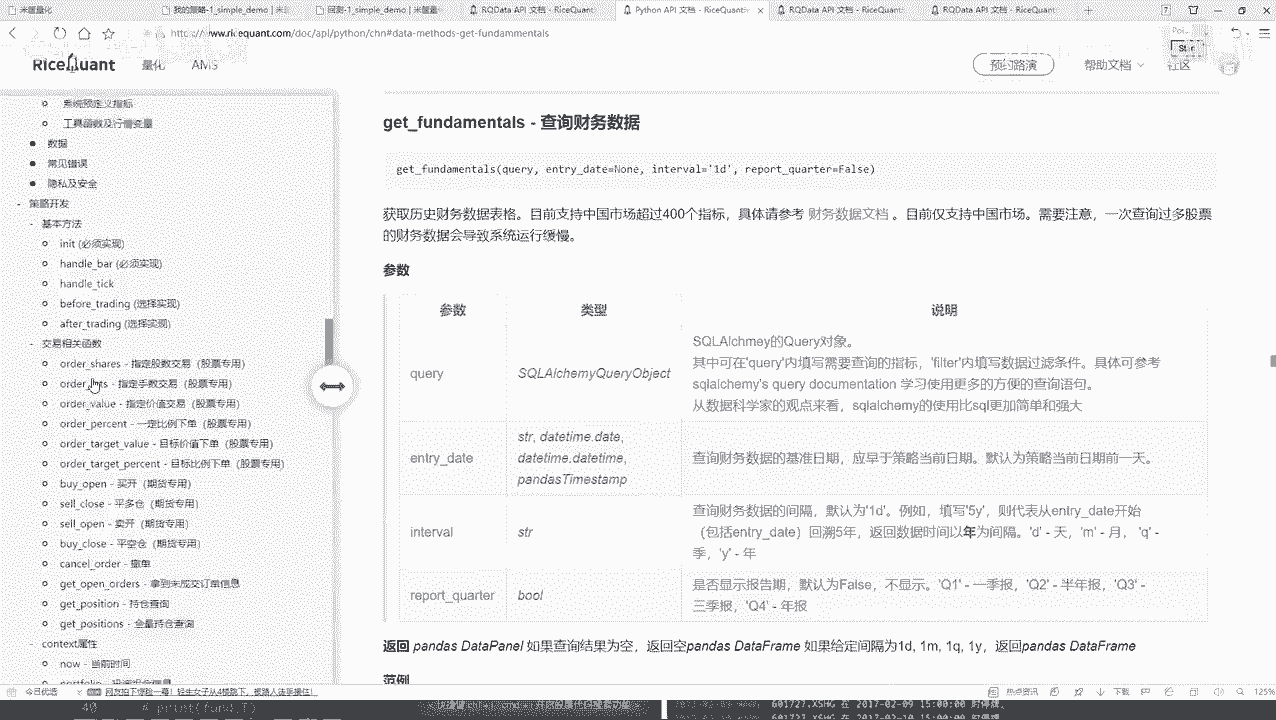 米筐量化
我的策略-1_simple_demo | 米
回测-1_simple_demo | 米筐量
RQData API 文档 - RiceQuant
Python API 文档 - RiceQuant
RQData API 文档 - RiceQuant
RQData API 文档 - RiceQuant
https://www.ricequant.com/doc/api/python/chn#data-methods-get-fundammentals
RiceQuant
量化
AMS
预约路演
帮助文档
社区
系统预定义指标
工具函数及行情变量
数据
常见错误
隐私及安全
策略开发
基本方法
init (必须实现)
handle_bar (必须实现)
handle_tick
before_trading (选择实现)
after_trading (选择实现)
交易相关函数
order_shares - 指定股数交易（股票专用）
order_lots - 指定手数交易（股票专用）
order_value - 指定价值交易（股票专用）
order_percent - 一定比例下单（股票专用）
order_target_value - 目标价值下单（股票专用）
order_target_percent - 目标比例下单（股票专用）
buy_open - 买开（期货专用）
sell_close - 平多仓（期货专用）
sell_open - 卖开（期货专用）
buy_close - 平空仓（期货专用）
cancel_order - 撤单
get_open_orders - 拿到未成交订单信息
get_position - 持仓查询
get_positions - 全量持仓查询
context属性
now - 当前时间
get_fundamentals - 查询财务数据
get_fundamentals(query, entry_date=None, interval='1d', report_quarter=False)
获取历史财务数据表格。目前支持中国市场超过400个指标，具体请参考 财务数据文档 。目前仅支持中国市场。需要注意，一次查询过多股票
的财务数据会导致系统运行缓慢。
参数
参数 类型 说明
query SQLAlchemyQueryObject
SQLAlchmey的Query对象。
其中可在'query'内填写需要查询的指标，'filter'内填写数据过滤条件。具体可参考
sqlalchemy's query documentation 学习使用更多的方便的查询语句。
从数据科学家的观点来看，sqlalchemy的使用比sql更加简单和强大
entry_date
str, datetime.date,
datetime.datetime,
pandasTimestamp
查询财务数据的基准日期，应早于策略当前日期。默认为策略当前日期前一天。
interval str
查询财务数据的间隔，默认为'1d'。例如，填写'5y'，则代表从entry_date开始
（包括entry_date）回溯5年，返回数据时间以年为间隔。'd' - 天，'m' - 月， 'q' -
季，'y' - 年
report_quarter bool
是否显示报告期，默认为False，不显示。'Q1' - 一季报，'Q2' - 半年报，'Q3' -
三季报，'Q4' - 年报
返回 pandas DataPanel 如果查询结果为空，返回空pandas DataFrame 如果给定间隔为1d, 1m, 1q, 1y，返回pandas DataFrame
范例
今日优选
热点资讯
下载
125%
40 # print(fund.T)
601727.XSHG 在 2017-02-09 15:00:00 时停牌.
601727.XSHG 在 2017-02-10 15:00:00 时停牌.